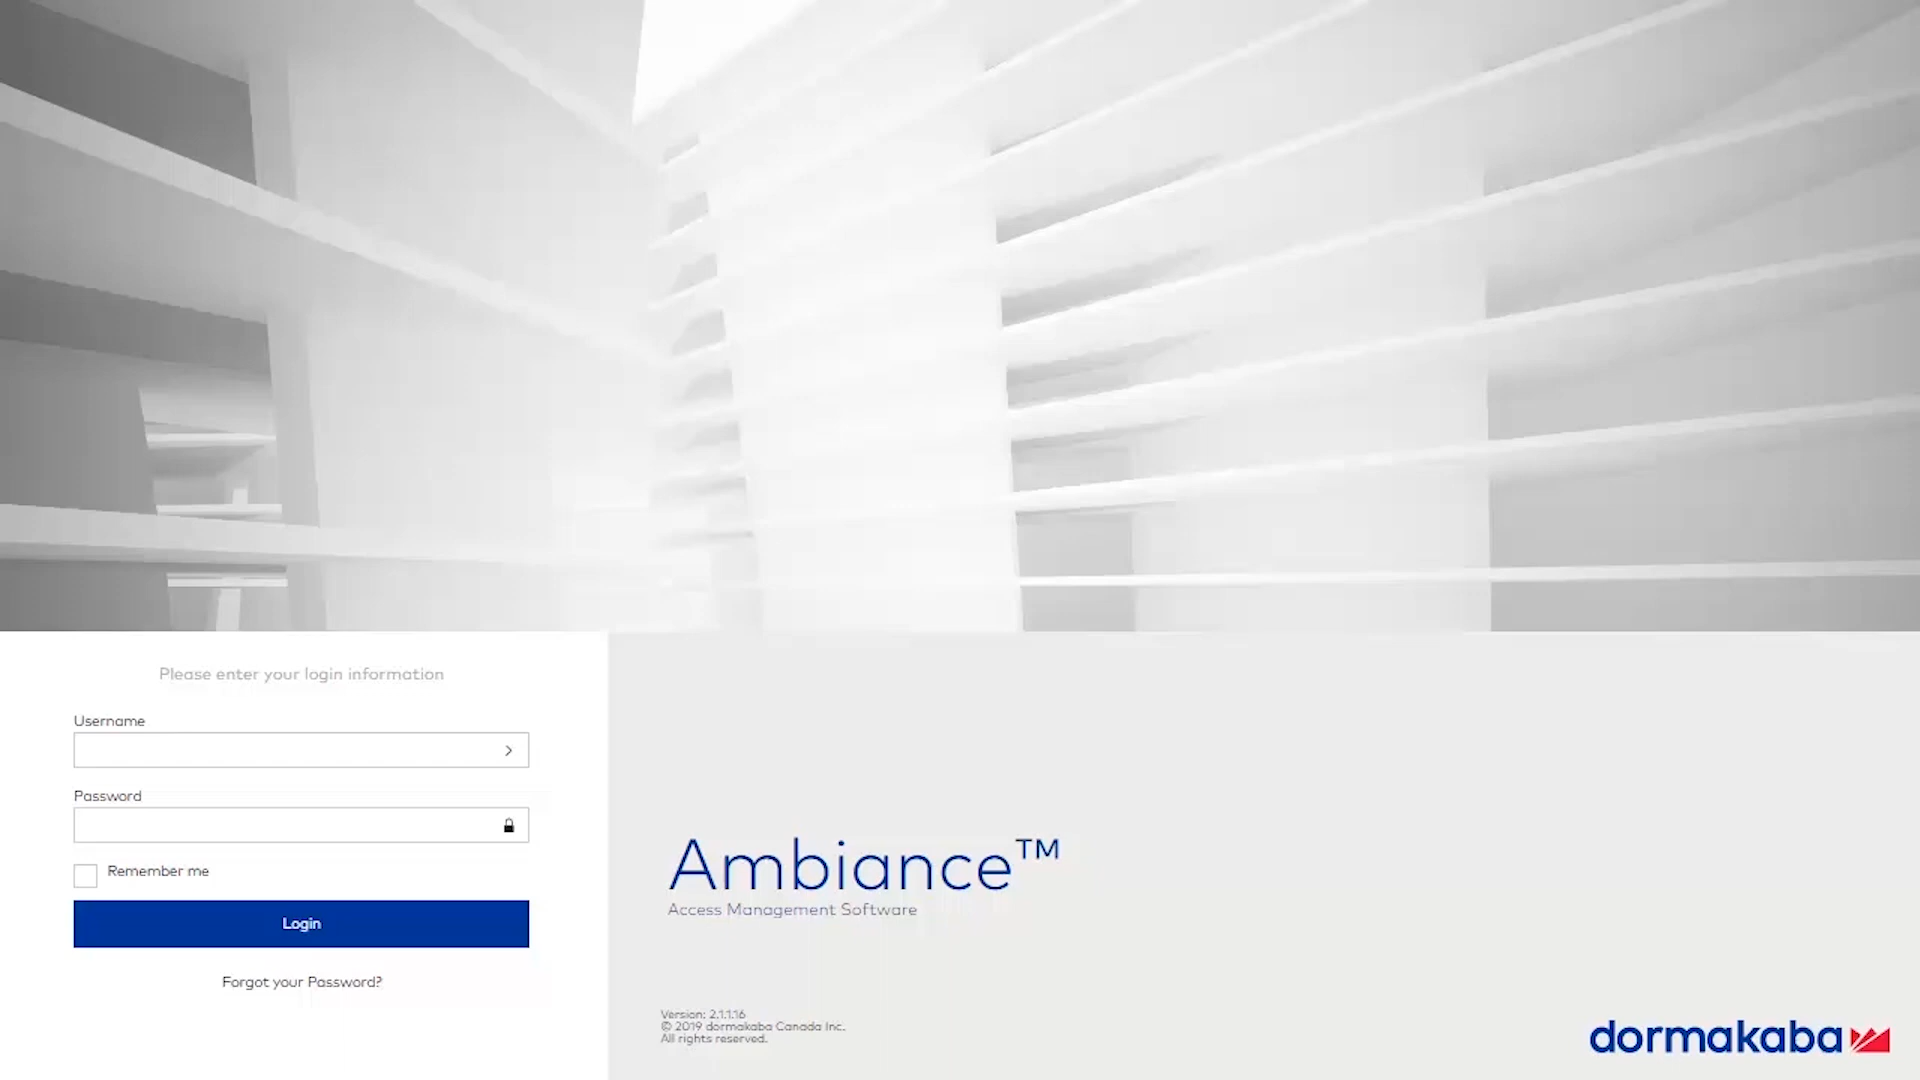 Please enter your login information
Username
Password
Remember me
Login
Forgot your Password?
Ambiance™
Access Management Software
Version: 2.1.1.16
© 2019 dormakaba Canada Inc.
All rights reserved.
dormakaba